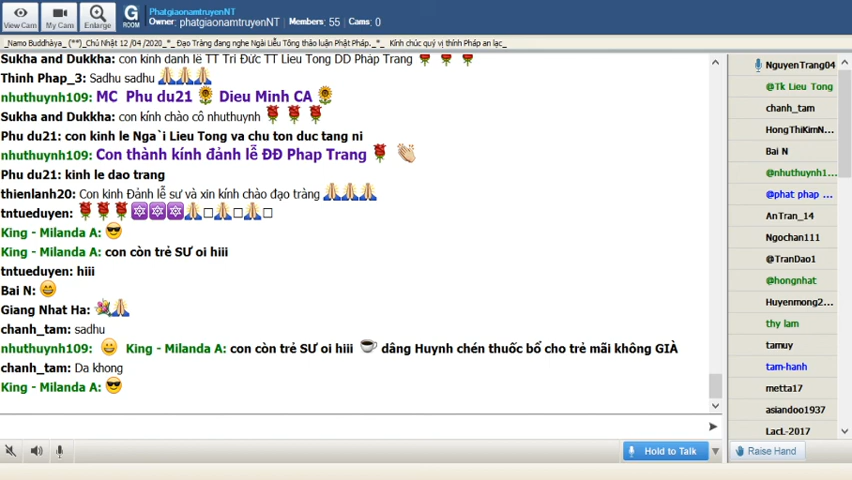 PhatgiaonamtruyenNT
Owner: phatgiaonamtruyenNT | Members: 55 | Cams: 0
View Cam
My Cam
Enlarge
G ROOM
_Namo Buddhàya_ (**)_Chủ Nhật 12 /04 /2020_*_ Đạo Tràng đang nghe Ngài Liễu Tông thảo luận Phật Pháp._*_ Kính chúc quý vị thính Pháp an lạc_
Sukha and Dukkha: con kính danh lê TT Tri Đức TT Lieu Tong DD Pháp Trang
Thinh Phap_3: Sadhu sadhu
nhuthuynh109: MC Phu du21 Dieu Minh CA
Sukha and Dukkha: con kính chào cô nhuthuynh
Phu du21: con kinh le Nga`i Lieu Tong va chu ton duc tang ni
nhuthuynh109: Con thành kính đảnh lễ ĐĐ Phap Trang
Phu du21: kinh le dao trang
thienlanh20: Con kinh Đảnh lễ sư và xin kính chào đạo tràng
tntueduyen:
King - Milanda A:
King - Milanda A: con còn trẻ SƯ oi hiii
tntueduyen: hiii
Bai N:
Giang Nhat Ha:
chanh_tam: sadhu
nhuthuynh109: King - Milanda A: con còn trẻ SƯ oi hiii dâng Huynh chén thuốc bổ cho trẻ mãi không GIÀ
chanh_tam: Da khong
King - Milanda A:
NguyenTrang04
@Tk Lieu Tong
chanh_tam
HongThiKimN...
Bai N
@nhuthuynh1...
@phat phap ...
AnTran_14
Ngochan111
@TranDao1
@hongnhat
Huyenmong2...
thy lam
tamuy
tam-hanh
metta17
asiandoo1937
LacL-2017
Hold to Talk
Raise Hand